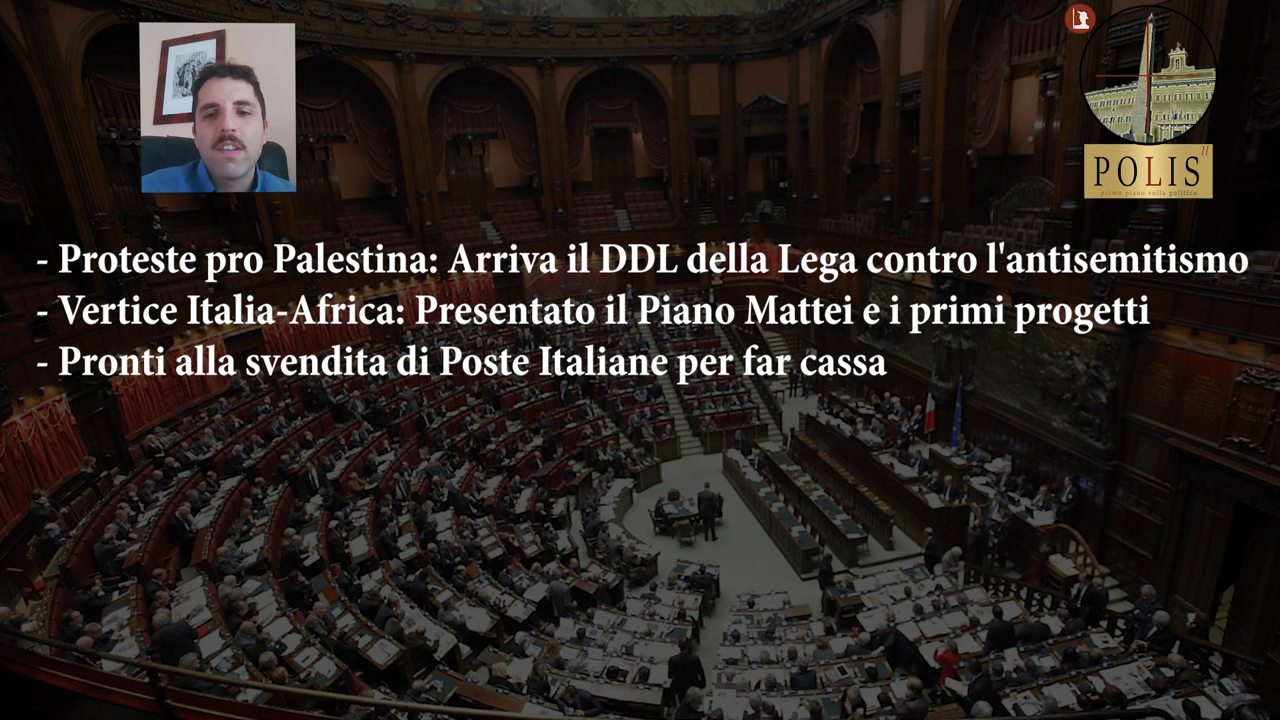 II
POLIS
primo piano sulla politica
- Proteste pro Palestina: Arriva il DDL della Lega contro l'antisemitismo
- Vertice Italia-Africa: Presentato il Piano Mattei e i primi progetti
- Pronti alla svendita di Poste Italiane per far cassa